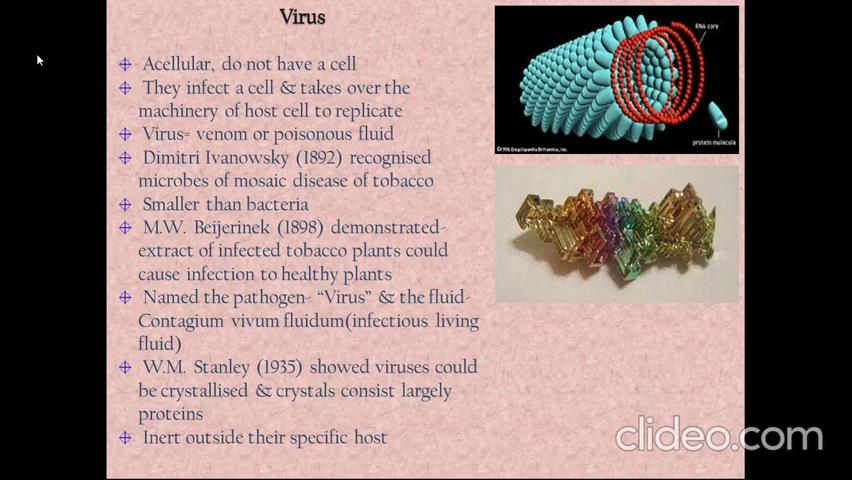 Virus
Acellular, do not have a cell
They infect a cell & takes over the
machinery of host cell to replicate
Virus= venom or poisonous fluid
Dimitri Ivanowsky (1892) recognised
microbes of mosaic disease of tobacco
Smaller than bacteria
M.W. Beijerinek (1898) demonstrated-
extract of infected tobacco plants could
cause infection to healthy plants
Named the pathogen- “Virus” & the fluid-
Contagium vivum fluidum(infectious living
fluid)
W.M. Stanley (1935) showed viruses could
be crystallised & crystals consist largely
proteins
Inert outside their specific host
RNA core
protein molecule
©1996 Encyclopaedia Britannica, Inc.
clideo.com